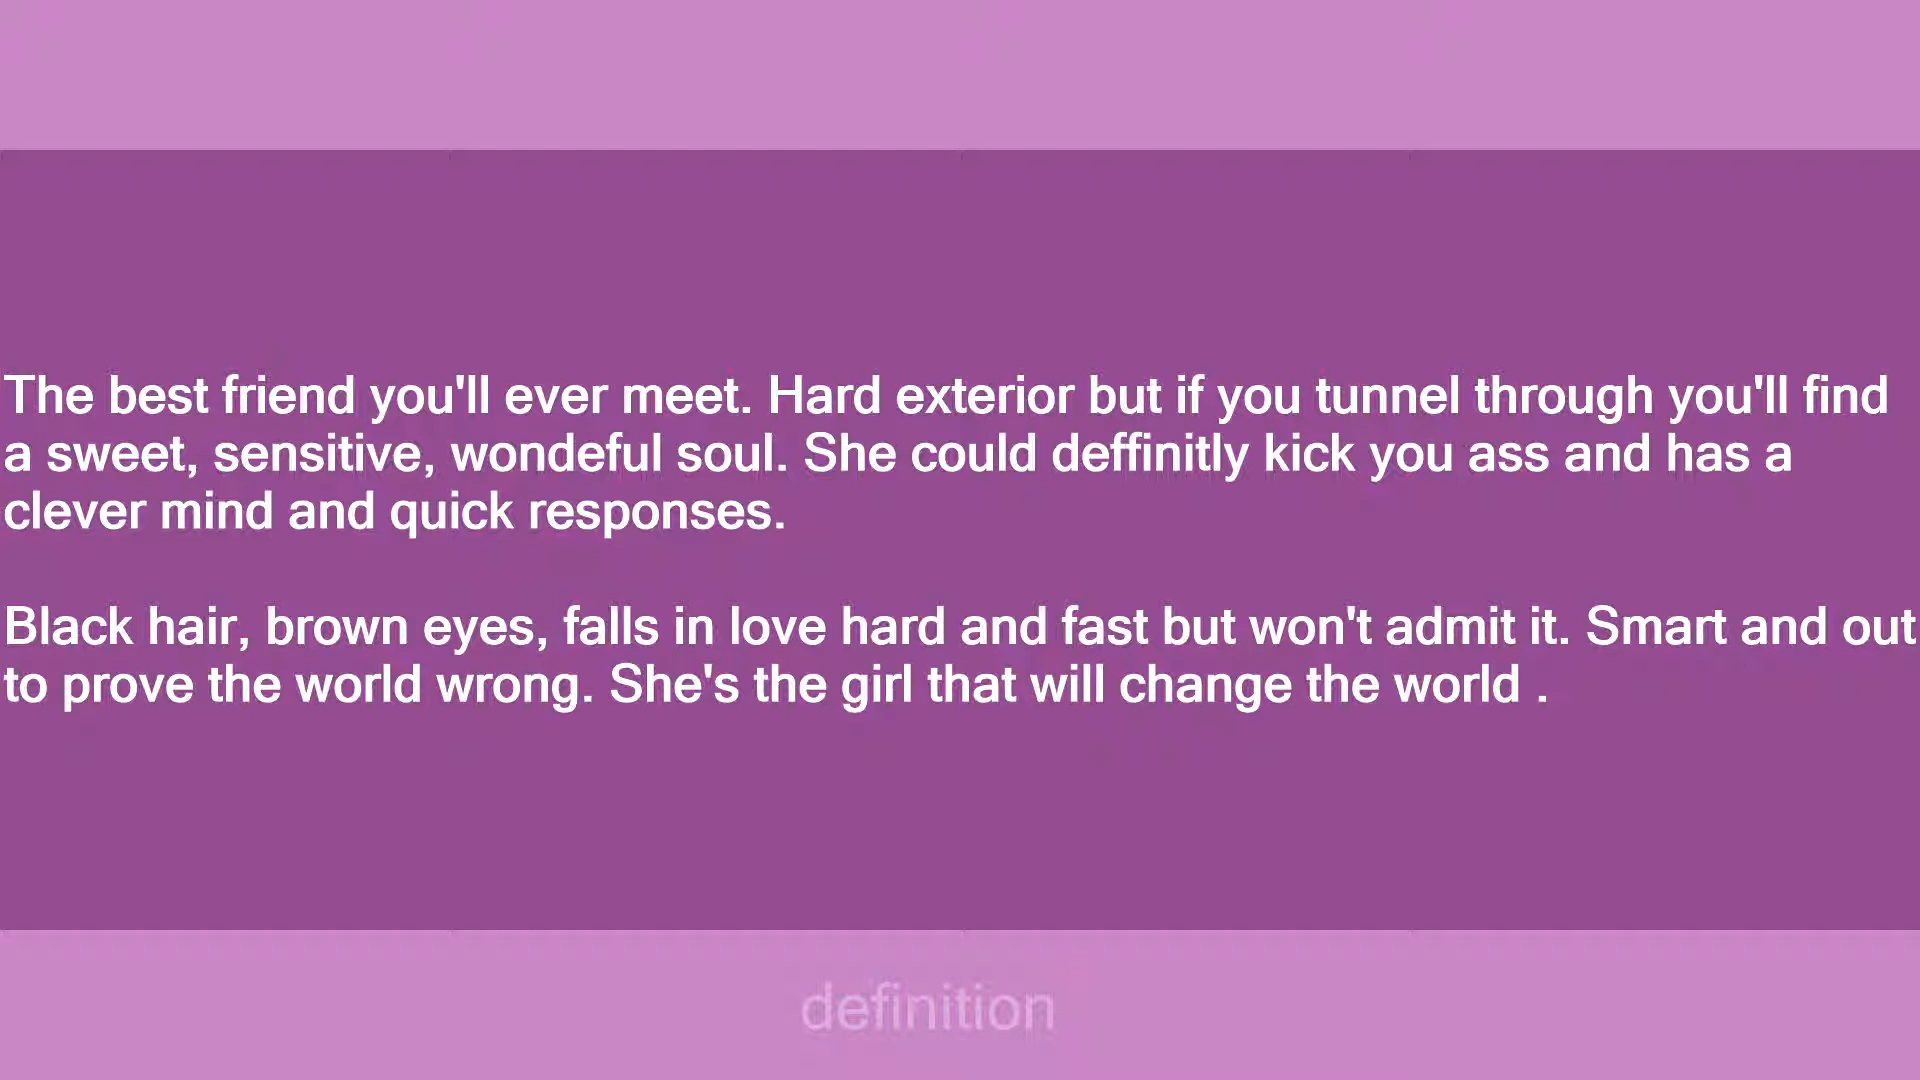 The best friend you'll ever meet. Hard exterior but if you tunnel through you'll find
a sweet, sensitive, wondeful soul. She could deffinitly kick you ass and has a
clever mind and quick responses.
Black hair, brown eyes, falls in love hard and fast but won't admit it. Smart and out
to prove the world wrong. She's the girl that will change the world .
definition